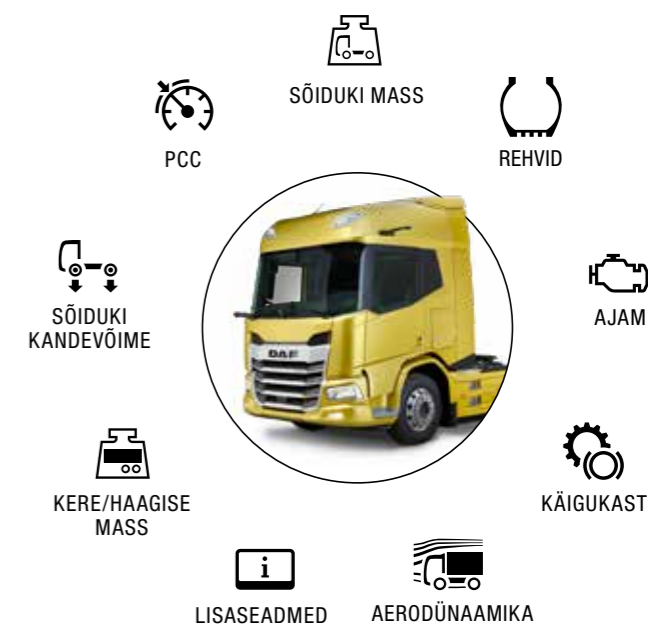 SÕIDUKI MASS
PCC
REHVID
SÕIDUKI
KANDEVÕIME
AJAM
DAF
KERE/HAAGISE
MASS
KÄIGUKAST
i
LISASEADMED
AERODÜNAAMIKA